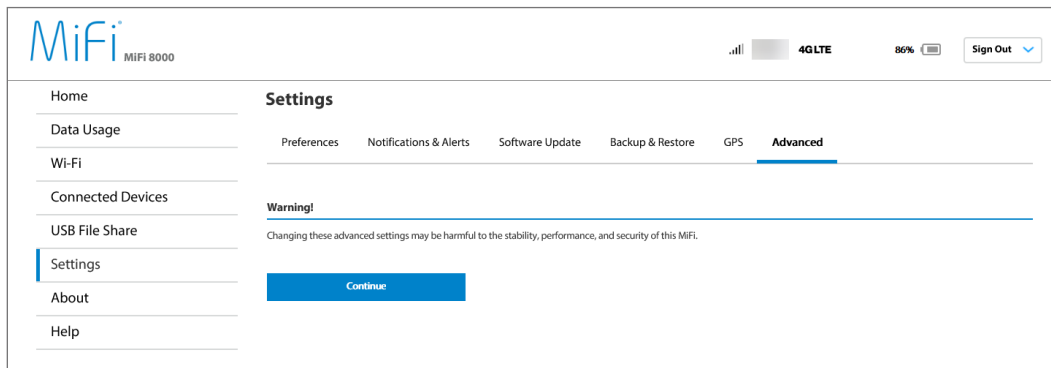 MiFi MiFi 8000
4G LTE 86% Sign Out
Home
Data Usage
Wi-Fi
Connected Devices
USB File Share
Settings
About
Help
Settings
Preferences Notifications & Alerts Software Update Backup & Restore GPS Advanced
Warning!
Changing these advanced settings may be harmful to the stability, performance, and security of this MiFi.
Continue